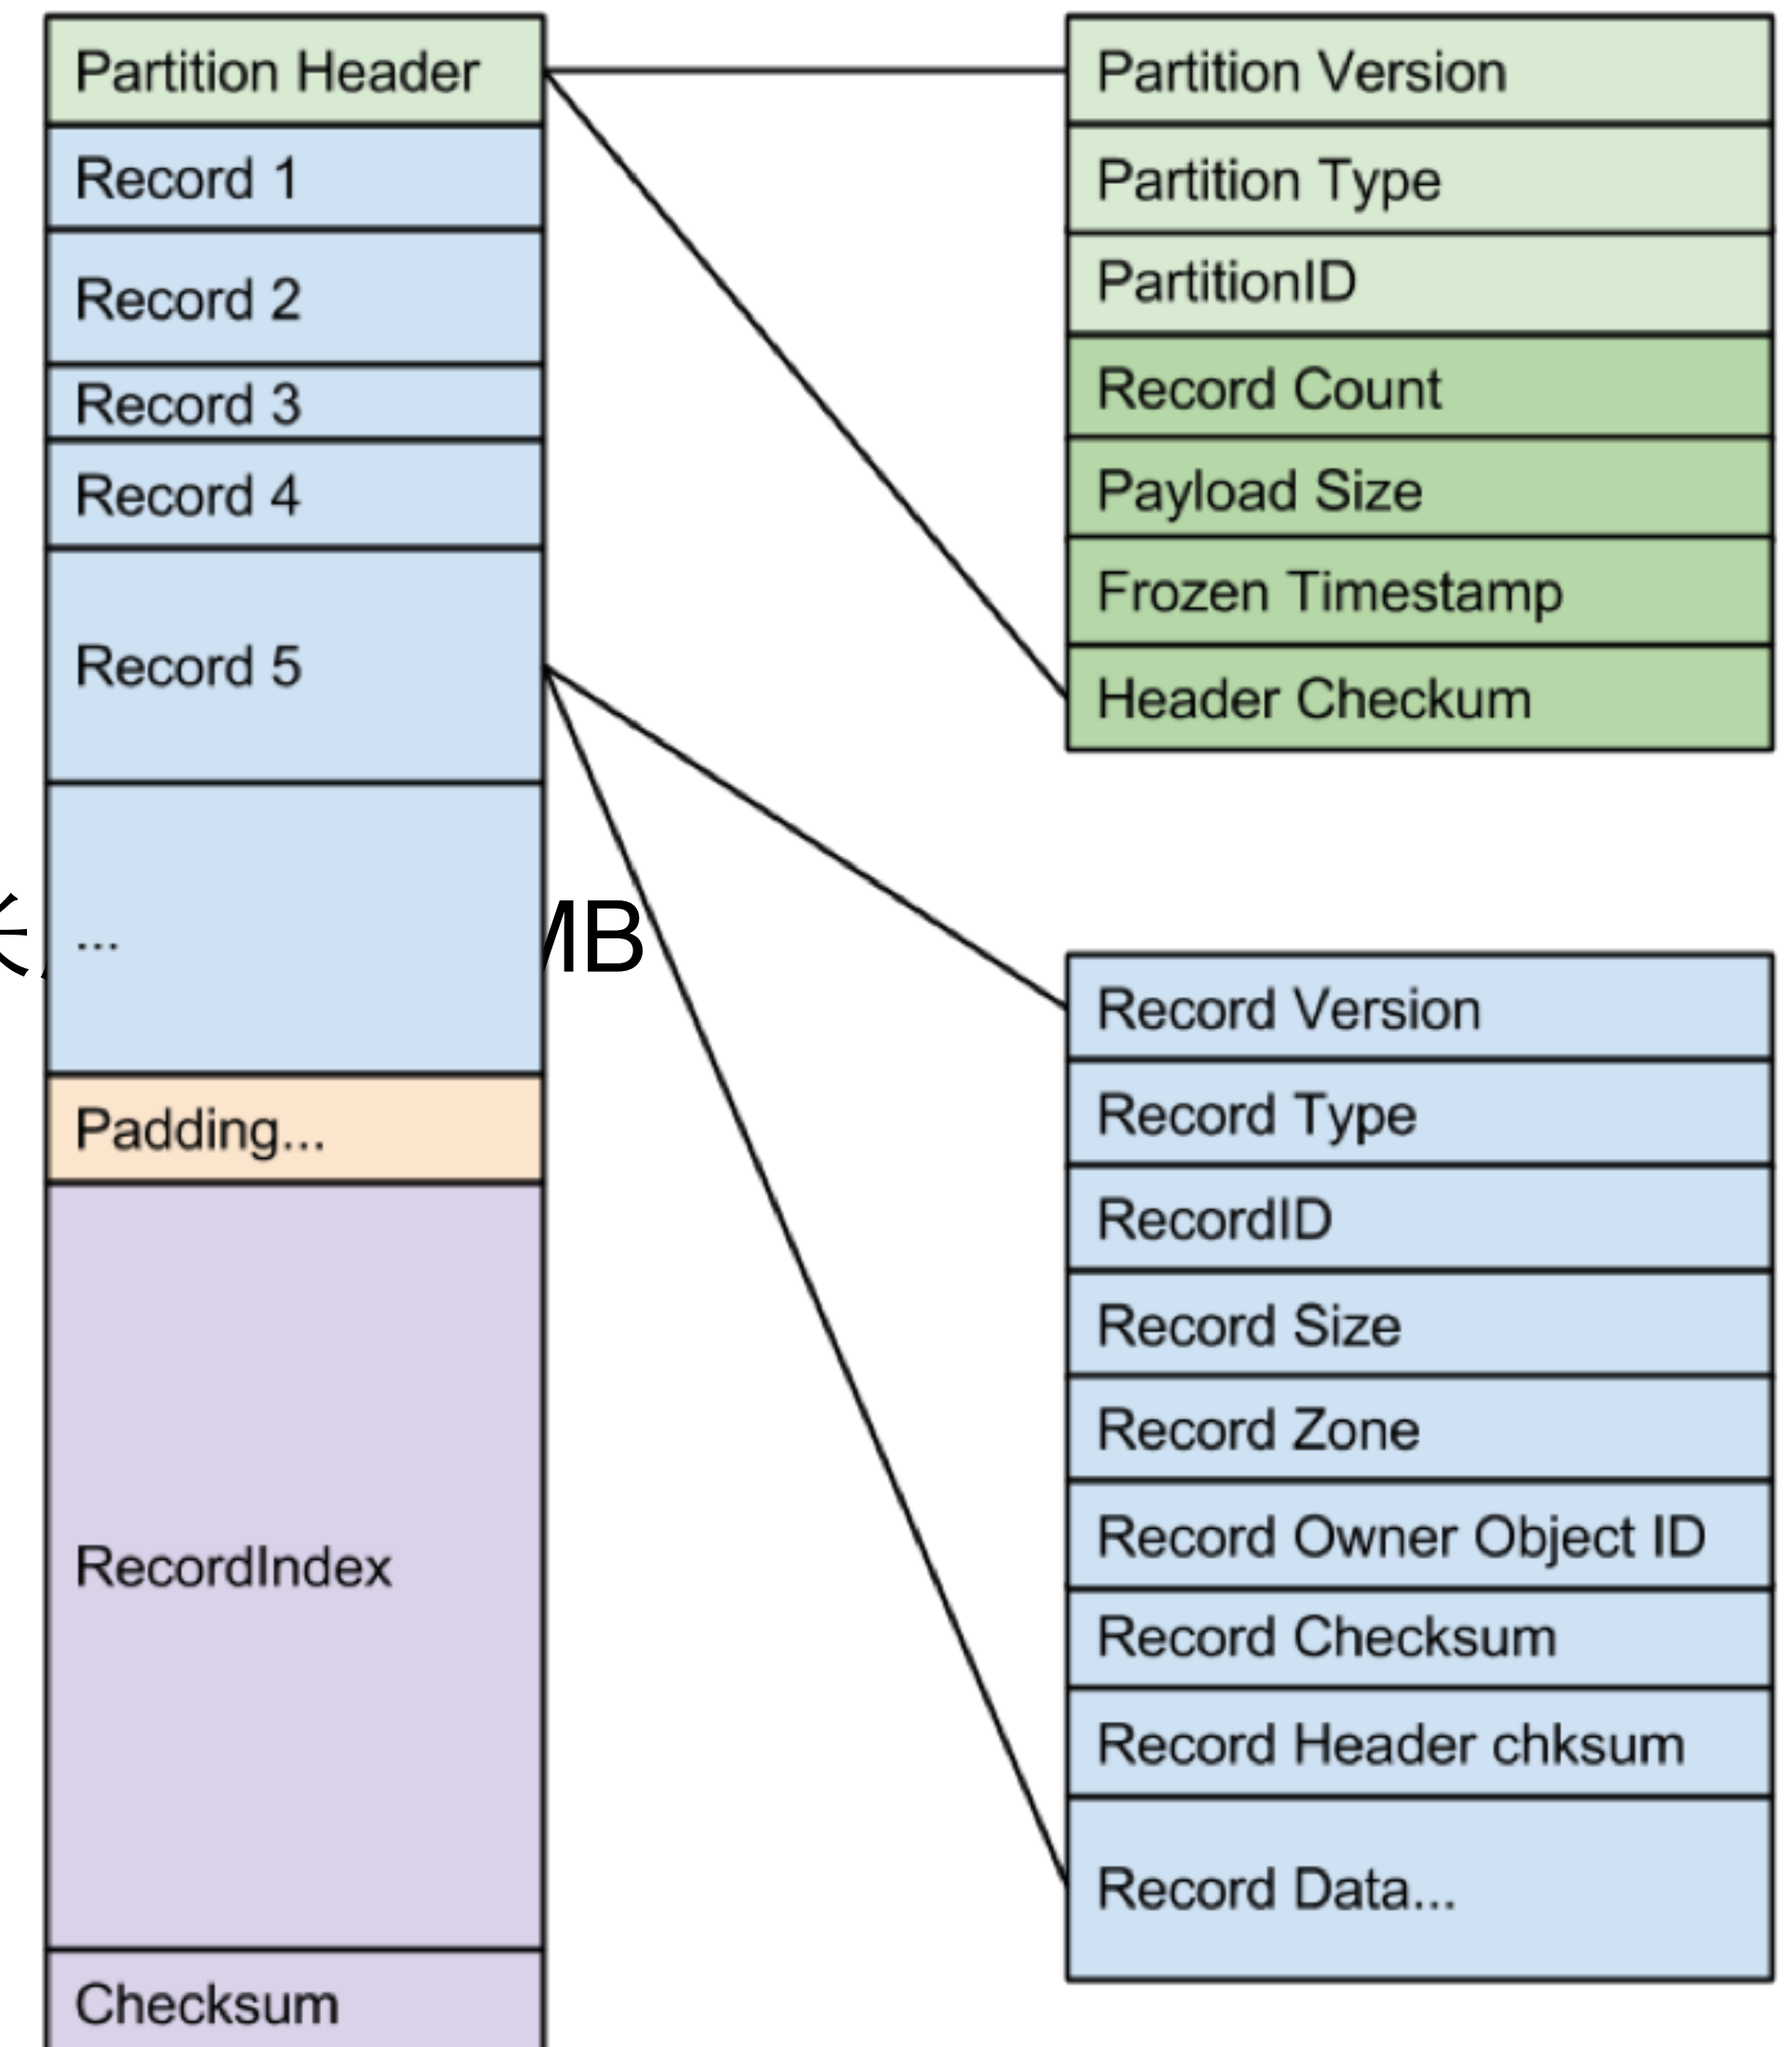 Partition Header
Record 1
Record 2
Record 3
Record 4
Record 5
...
MB
Padding...
RecordIndex
Checksum
Partition Version
Partition Type
PartitionID
Record Count
Payload Size
Frozen Timestamp
Header Checkum
Record Version
Record Type
RecordID
Record Size
Record Zone
Record Owner Object ID
Record Checksum
Record Header chksum
Record Data...